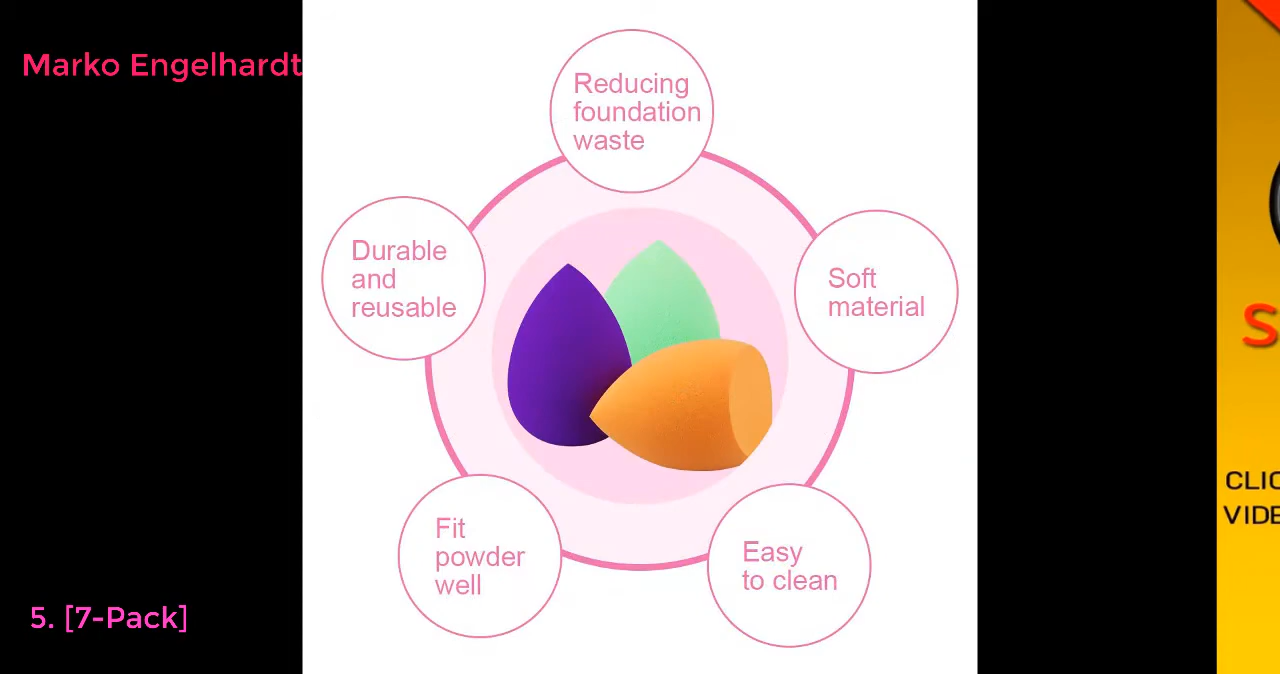 Marko Engelhardt
Reducing
foundation
waste
Durable
and
reusable
Soft
material
Fit
powder
well
Easy
to clean
5. [7-Pack]